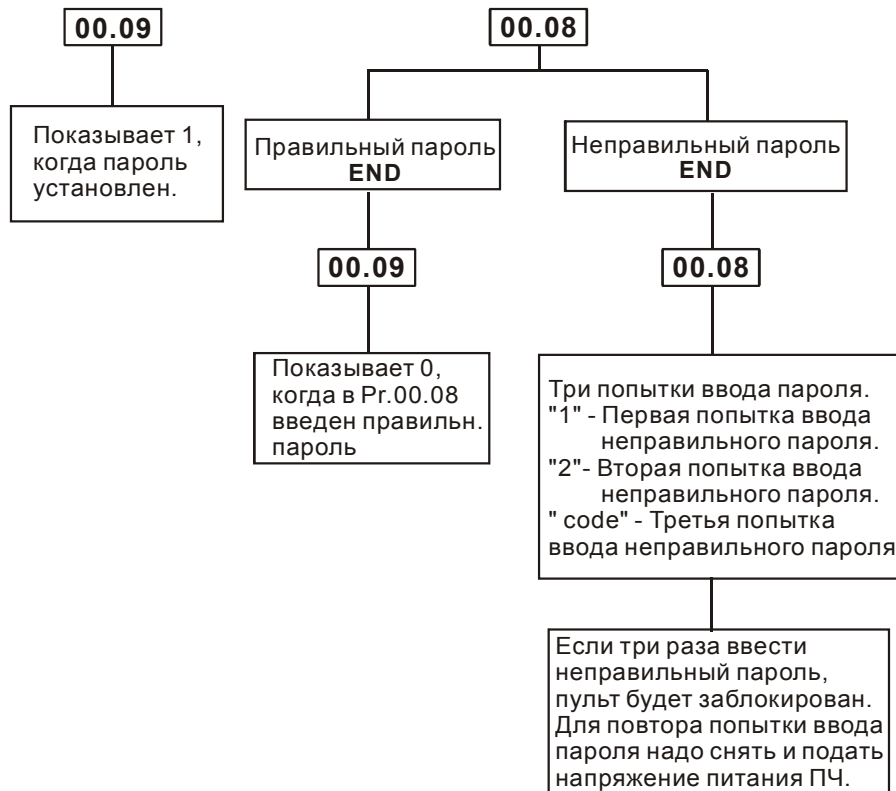 00.09
Показывает 1,
когда пароль
установлен.
00.08
Правильный пароль
END
00.09
Показывает 0,
когда в Pr.00.08
введен правильн.
пароль
Неправильный пароль
END
00.08
Три попытки ввода пароля.
"1" - Первая попытка ввода
неправильного пароля.
"2"- Вторая попытка ввода
неправильного пароля.
" code" - Третья попытка
ввода неправильного пароля
Если три раза ввести
неправильный пароль,
пульт будет заблокирован.
Для повтора попытки ввода
пароля надо снять и подать
напряжение питания ПЧ.